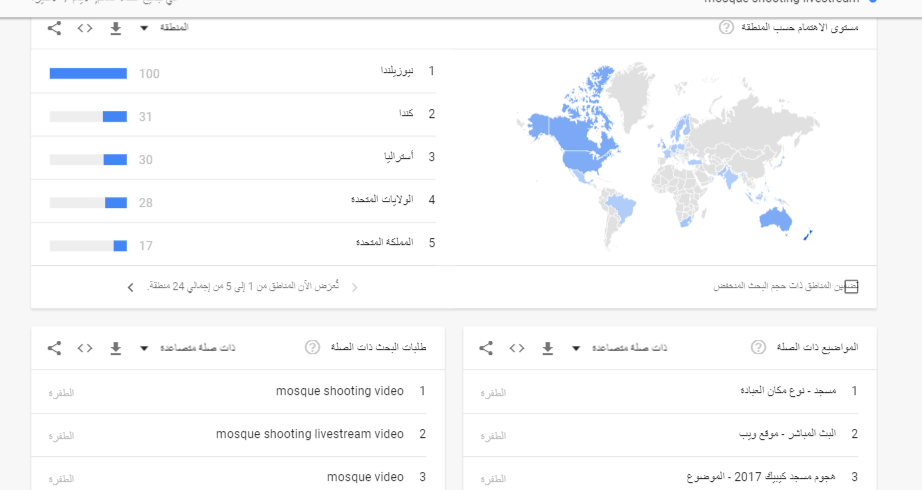 mosque shooting livestream
مستوى الاهتمام حسب المنطقة
المنطقة
1 نيوزيلندا 100
2 كندا 31
3 أستراليا 30
4 الولايات المتحدة 28
5 المملكة المتحدة 17
تضمين المناطق ذات حجم البحث المنخفض
تُعرَض الآن المناطق من 1 إلى 5 من إجمالي 24 منطقة.
المواضيع ذات الصلة
ذات صلة متصاعدة
1 مسجد - نوع مكان العبادة الطفرة
2 البث المباشر - موقع ويب الطفرة
3 هجوم مسجد كيبيك 2017 - الموضوع الطفرة
طلبات البحث ذات الصلة
ذات صلة متصاعدة
1 mosque shooting video الطفرة
2 mosque shooting livestream video الطفرة
3 mosque video الطفرة